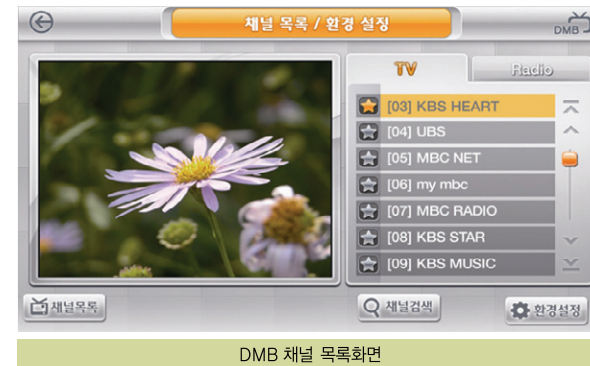 채널 목록 / 환경 설정
DMB
TV
Radio
[03] KBS HEART
[04] UBS
[05] MBC NET
[06] my mbc
[07] MBC RADIO
[08] KBS STAR
[09] KBS MUSIC
채널목록
채널검색
환경설정
DMB 채널 목록화면